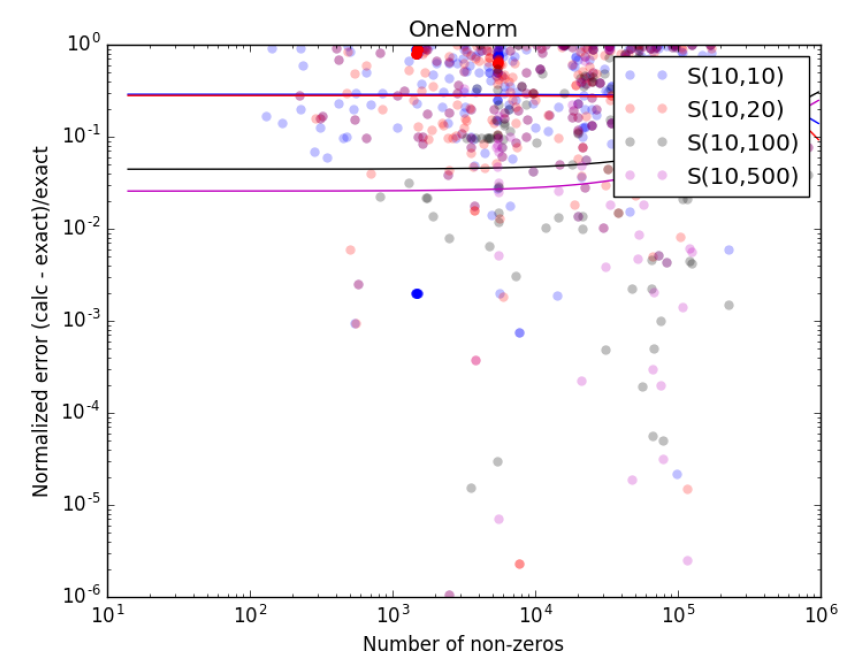 OneNorm
Normalized error (calc - exact)/exact
10^0
10^-1
10^-2
10^-3
10^-4
10^-5
10^-6
S(10,10)
S(10,20)
S(10,100)
S(10,500)
10^1
10^2
10^3
10^4
10^5
10^6
Number of non-zeros